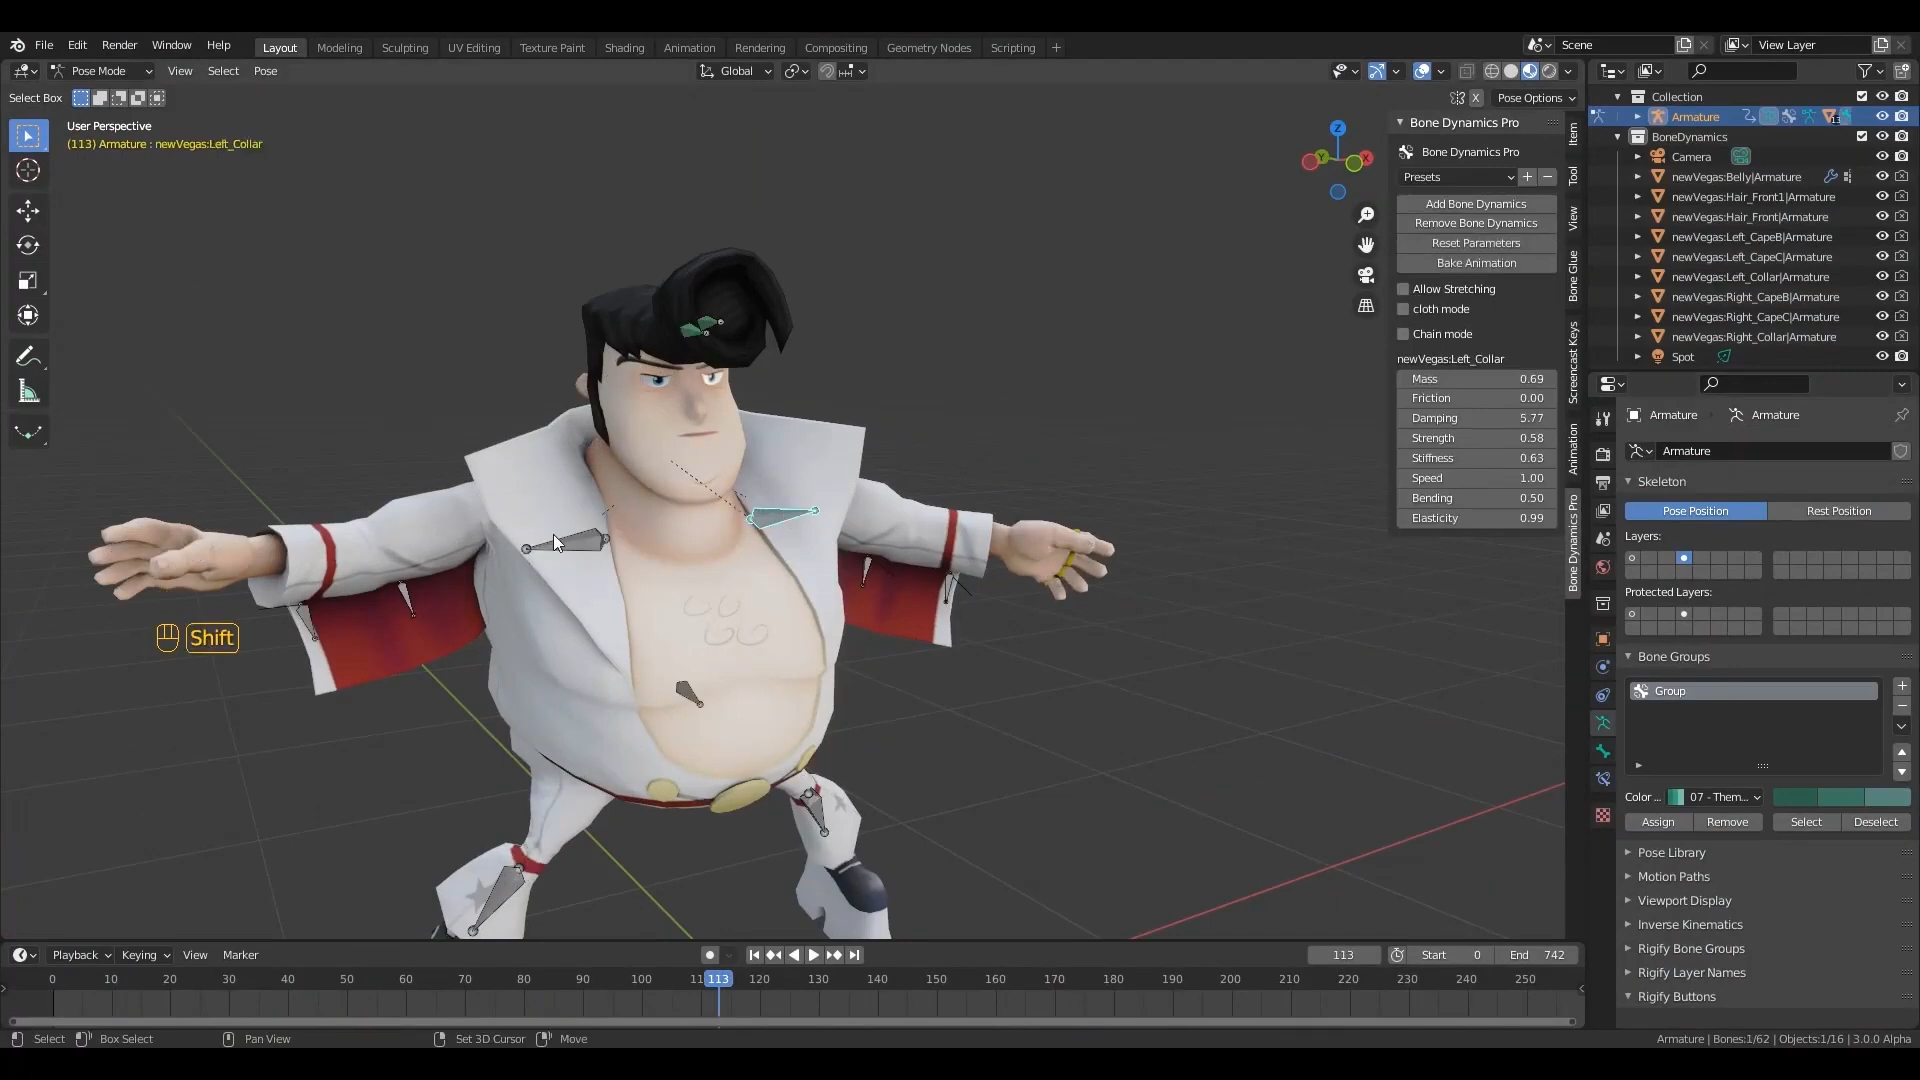 File Edit Render Window Help Layout Modeling Sculpting UV Editing Texture Paint Shading Animation Rendering Compositing Geometry Nodes Scripting + Scene View Layer
Pose Mode View Select Pose Global
Select Box X Pose Options
User Perspective
(113) Armature : newVegas:Left_Collar
Z
Y
X
Bone Dynamics Pro
Bone Dynamics Pro
Presets
Add Bone Dynamics
Remove Bone Dynamics
Reset Parameters
Bake Animation
Allow Stretching
cloth mode
Chain mode
newVegas:Left_Collar
Mass 0.69
Friction 0.00
Damping 5.77
Strength 0.58
Stiffness 0.63
Speed 1.00
Bending 0.50
Elasticity 0.99
Item
Tool
View
Bone Glue
Screencast Keys
Animation
Bone Dynamics Pro
Collection
Armature 13
BoneDynamics
Camera
newVegas:Belly|Armature
newVegas:Hair_Front1|Armature
newVegas:Hair_Front|Armature
newVegas:Left_CapeB|Armature
newVegas:Left_CapeC|Armature
newVegas:Left_Collar|Armature
newVegas:Right_CapeB|Armature
newVegas:Right_CapeC|Armature
newVegas:Right_Collar|Armature
Spot
Armature Armature
Armature
Skeleton
Pose Position Rest Position
Layers:
Protected Layers:
Bone Groups
Group
Color ... 07 - Them...
Assign Remove Select Deselect
Pose Library
Motion Paths
Viewport Display
Inverse Kinematics
Rigify Bone Groups
Rigify Layer Names
Rigify Buttons
Shift
Playback Keying View Marker 113 Start 0 End 742
0 10 20 30 40 50 60 70 80 90 100 11 113 120 130 140 150 160 170 180 190 200 210 220 230 240 250
Select Box Select Pan View Set 3D Cursor Move Armature | Bones:1/62 | Objects:1/16 | 3.0.0 Alpha